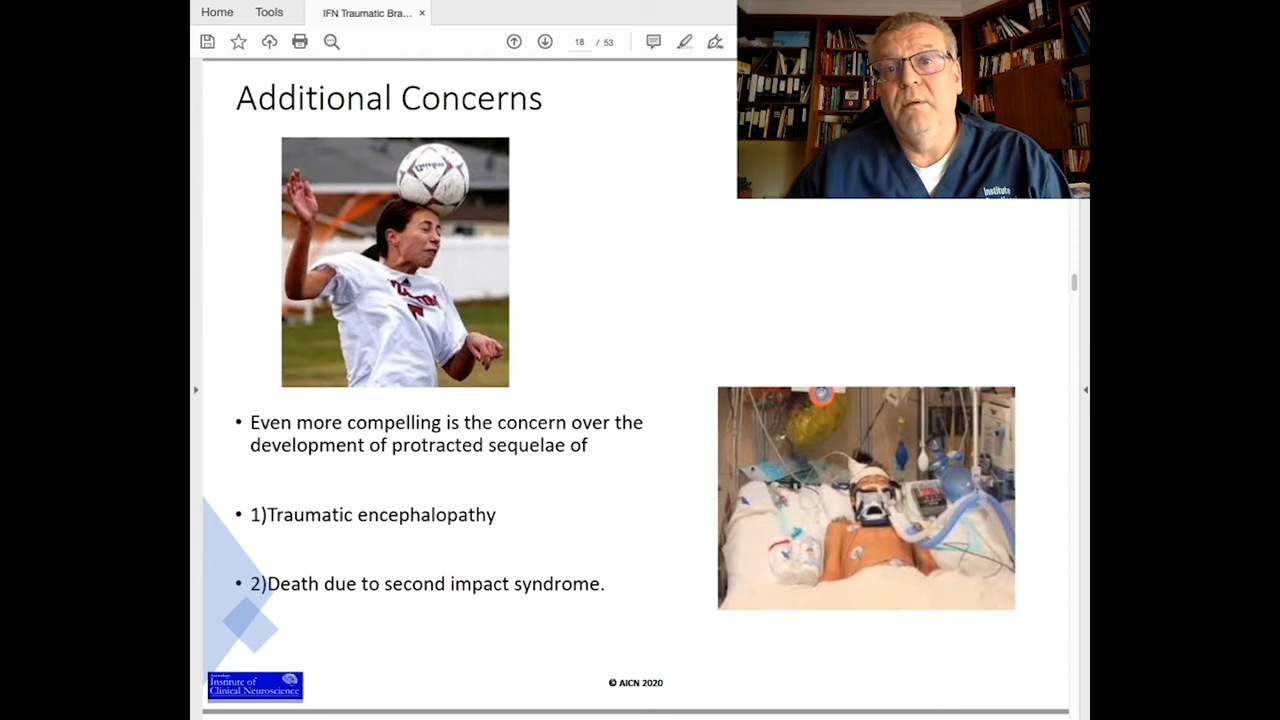 Home
Tools
IFN Traumatic Bra... ×
18 / 53
Additional Concerns
Institute
• Even more compelling is the concern over the
development of protracted sequelae of
• 1)Traumatic encephalopathy
• 2)Death due to second impact syndrome.
Institute of
Clinical Neuroscience
© AICN 2020